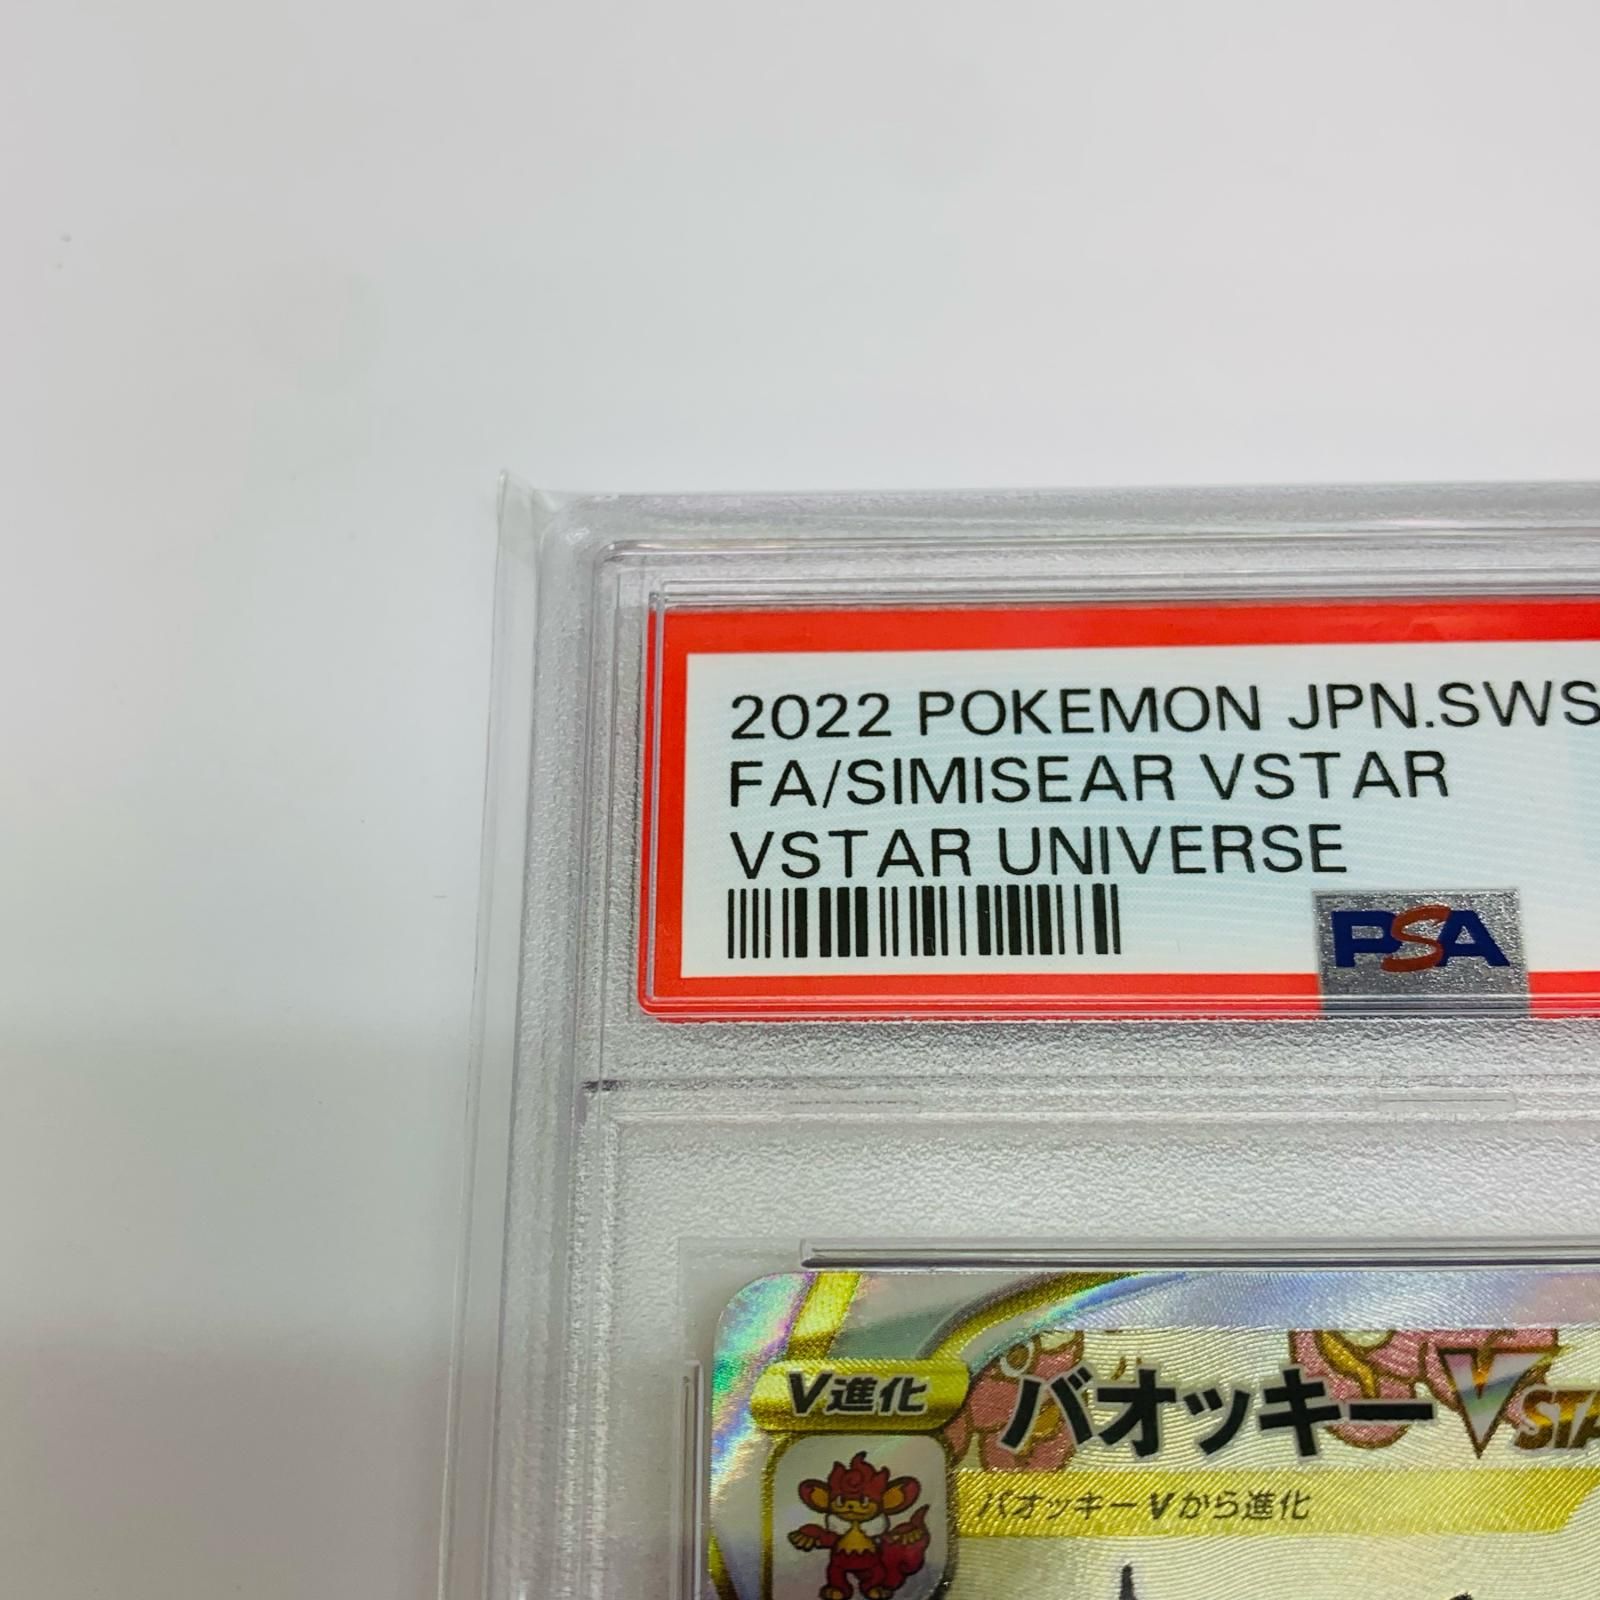 2022 POKEMON JPN.SWS
FA/SIMISEAR VSTAR
VSTAR UNIVERSE
PSA
V進化
バオッキー VSTA
バオッキーVから進化